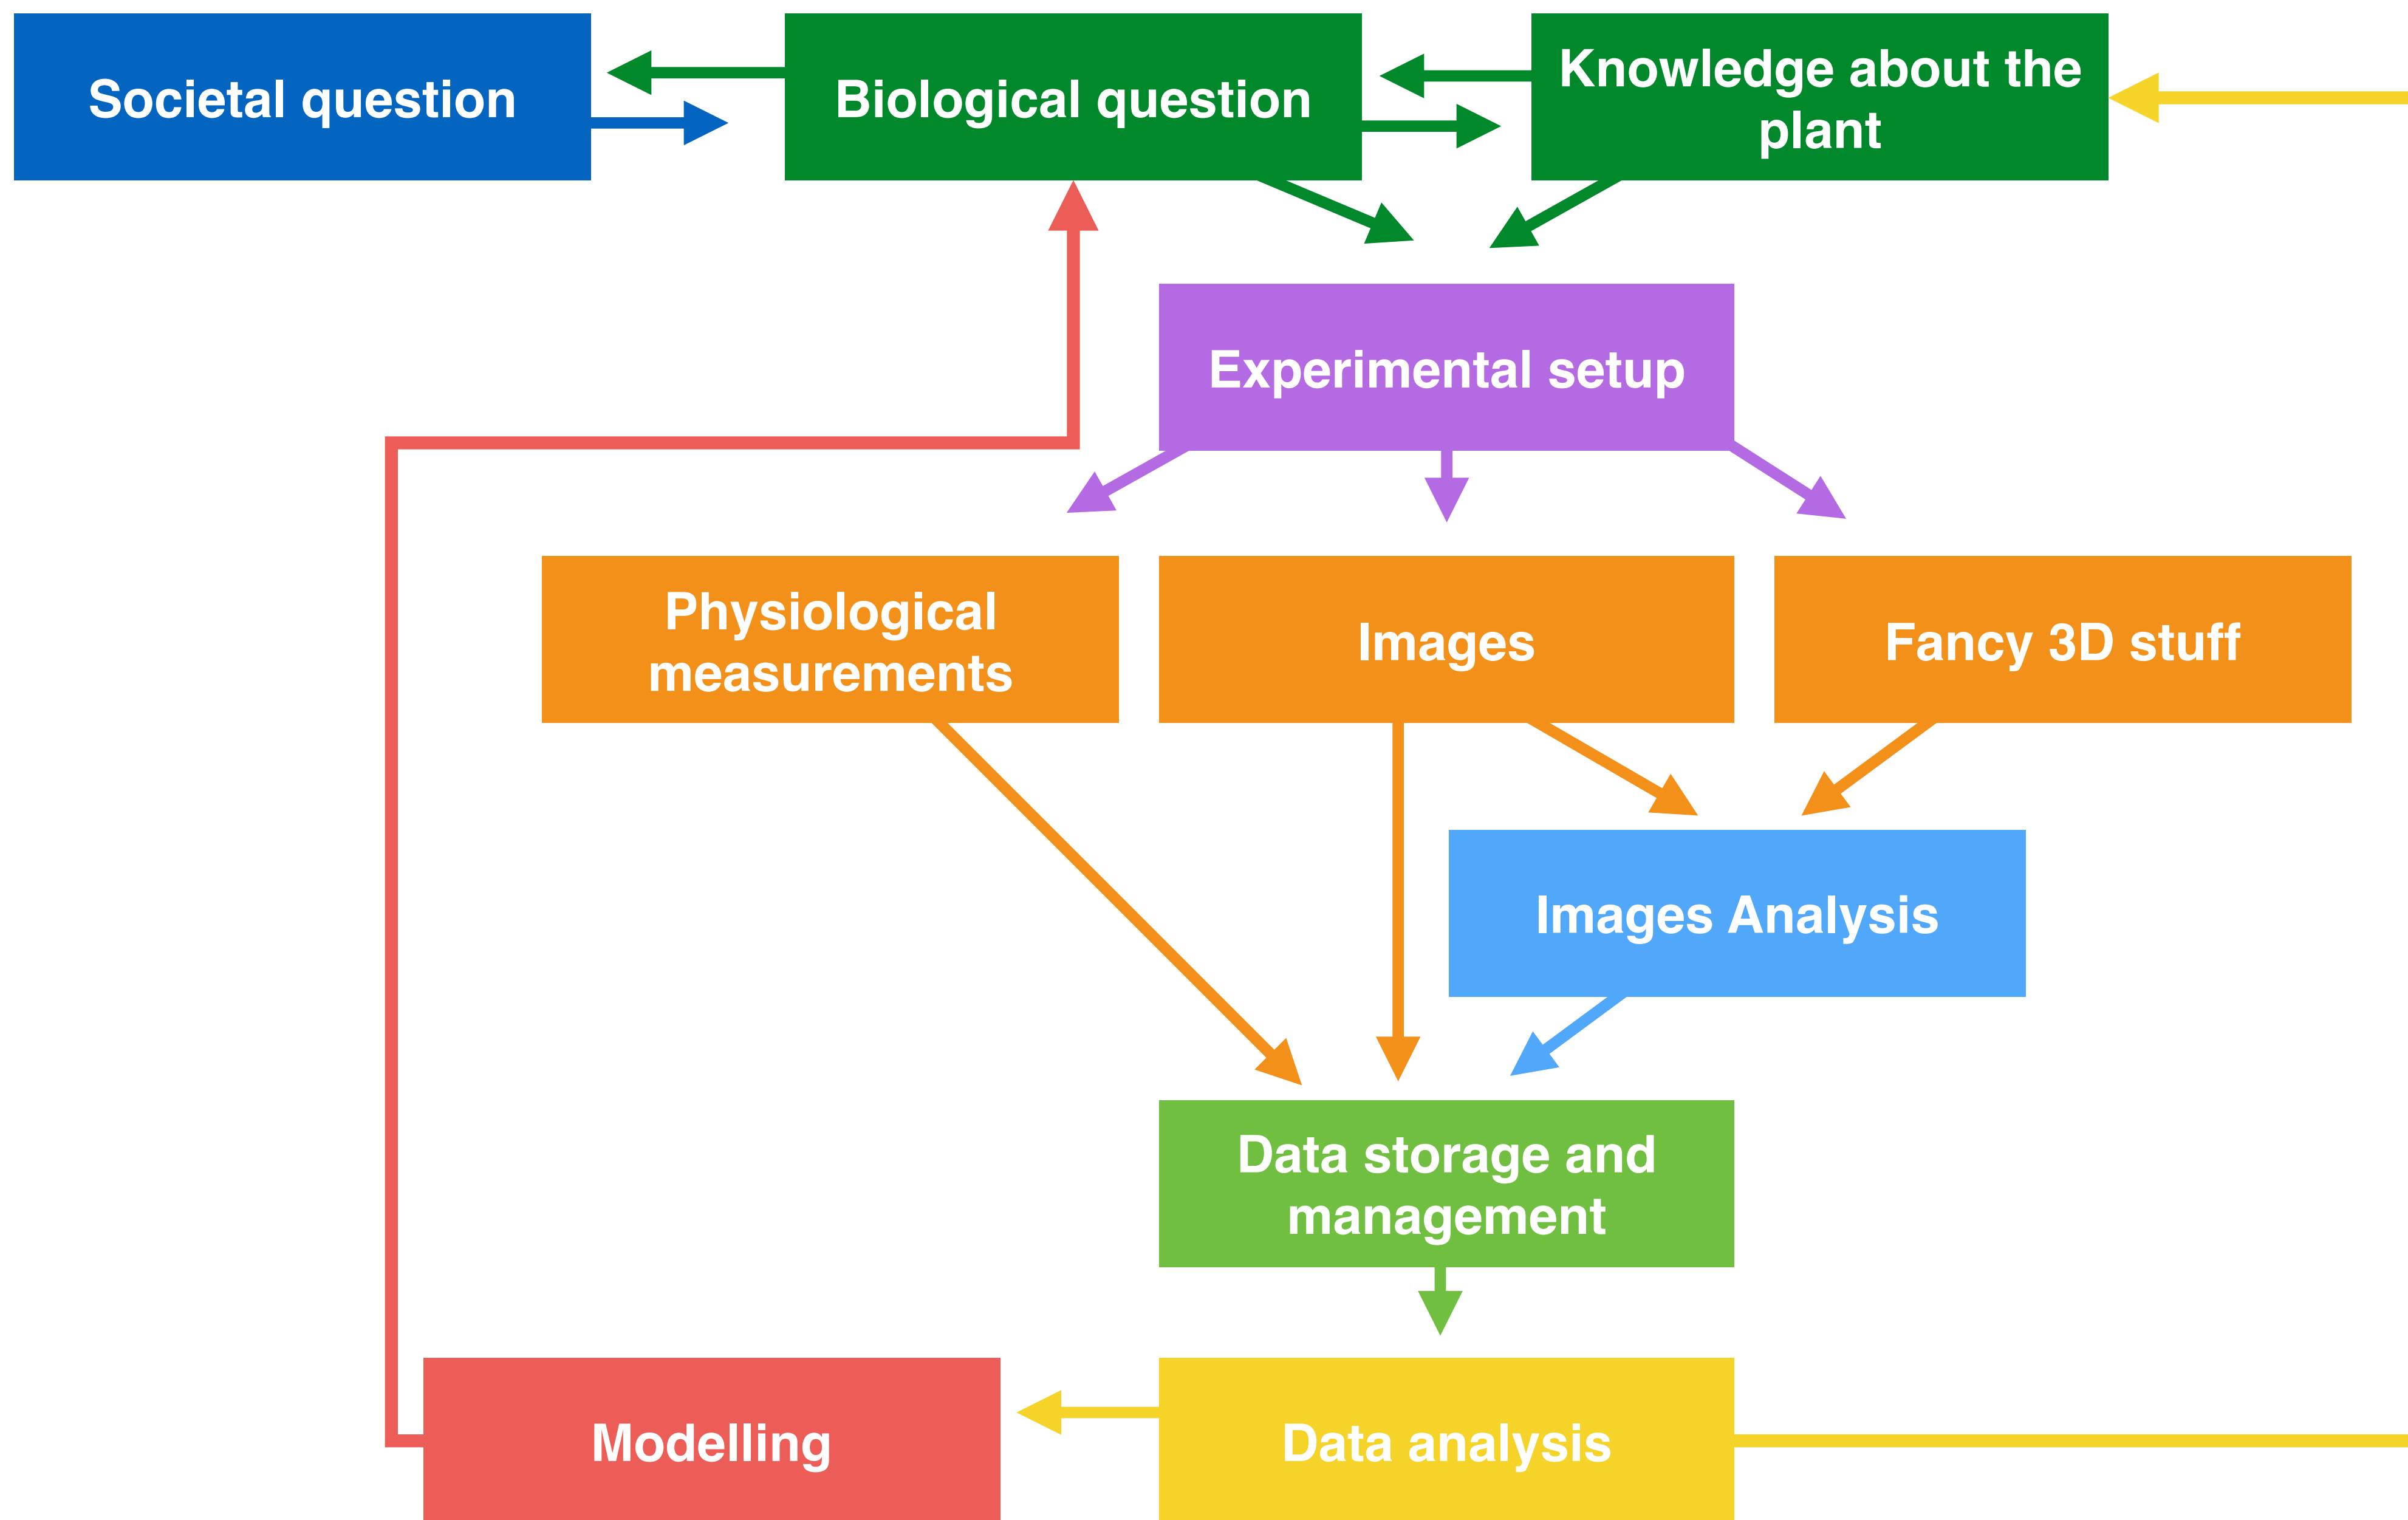 Societal question
Biological question
Knowledge about the
plant
Experimental setup
Physiological
measurements
Images
Fancy 3D stuff
Images Analysis
Data storage and
management
Modelling
Data analysis